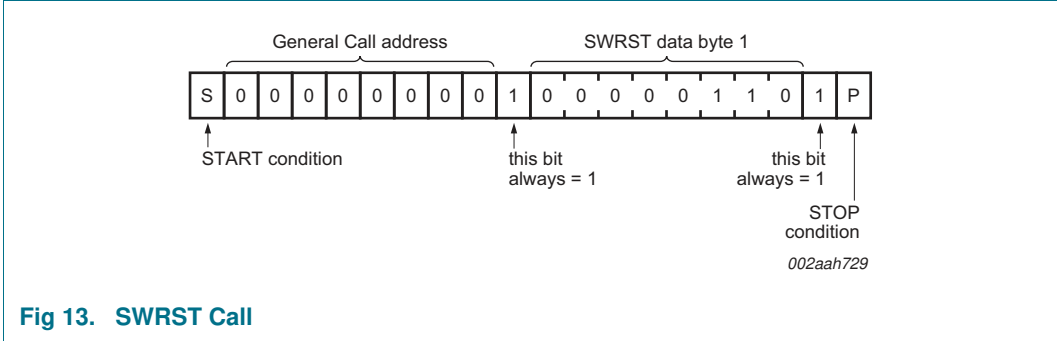 General Call address SWRST data byte 1
S 0 0 0 0 0 0 0 0 1 0 0 0 0 0 1 1 0 1 P
START condition this bit this bit
always = 1 always = 1
STOP
condition
002aah729
Fig 13. SWRST Call